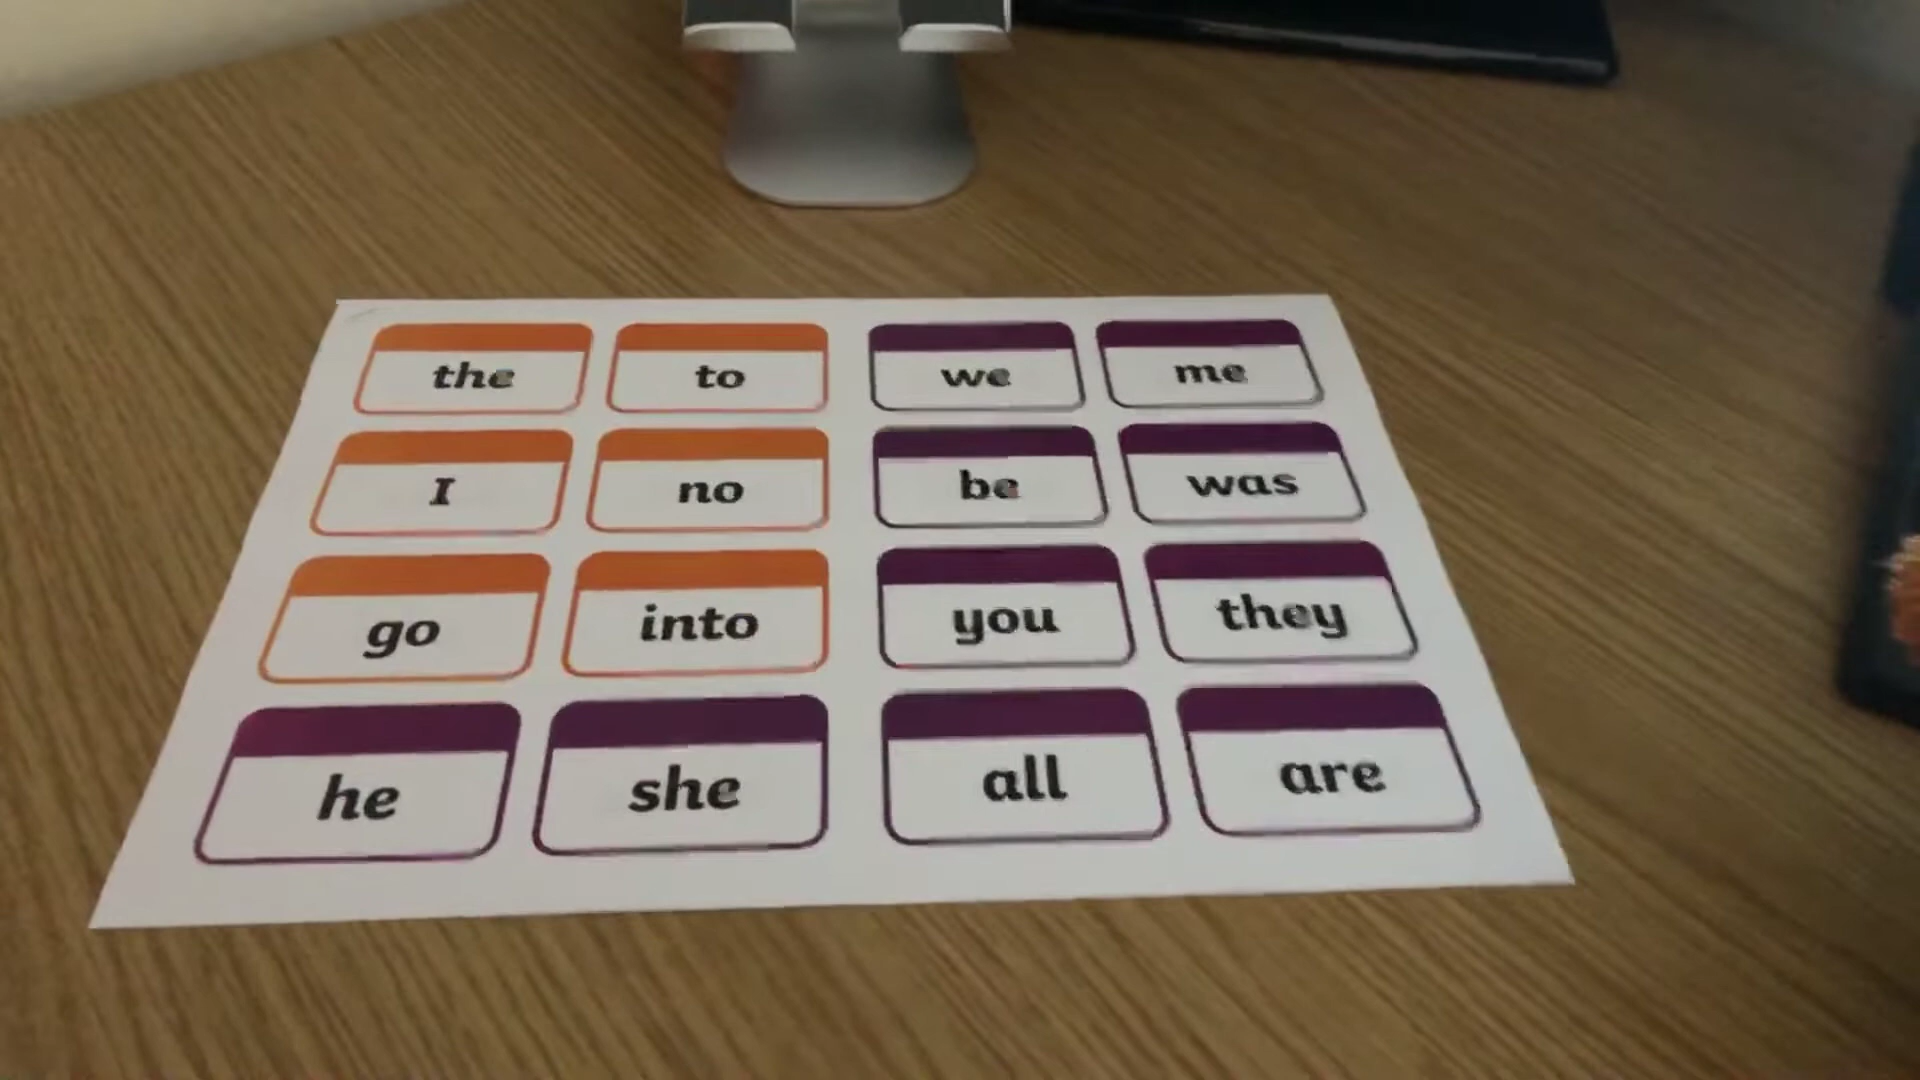 the to we me
I no be was
go into you they
he she all are